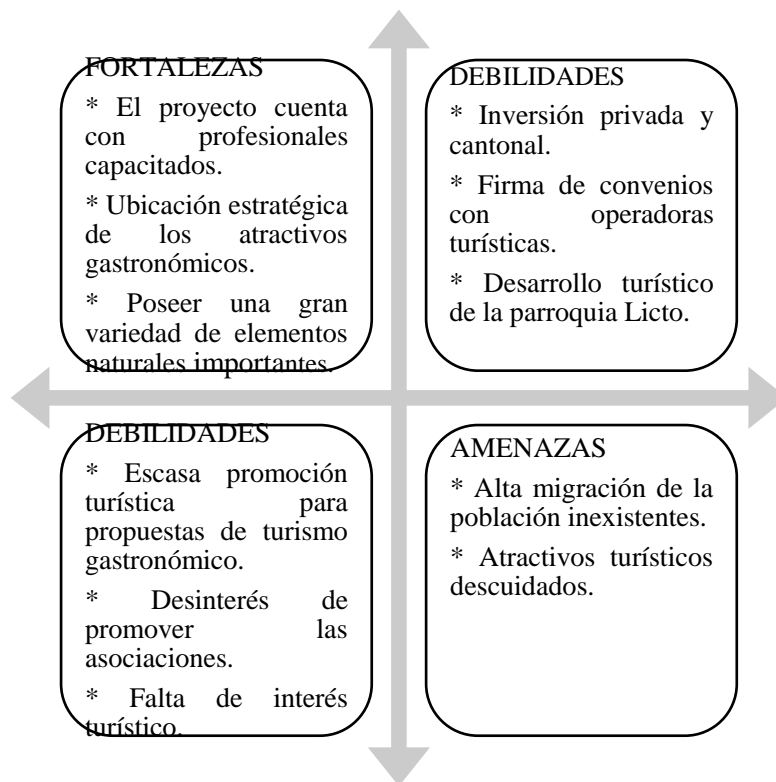 FORTALEZAS
* El proyecto cuenta
con profesionales
capacitados.
* Ubicación estratégica
de los atractivos
gastronómicos.
* Poseer una gran
variedad de elementos
naturales importantes.
DEBILIDADES
* Inversión privada y
cantonal.
* Firma de convenios
con operadoras
turísticas.
* Desarrollo turístico
de la parroquia Licto.
DEBILIDADES
* Escasa promoción
turística para
propuestas de turismo
gastronómico.
* Desinterés de
promover las
asociaciones.
* Falta de interés
turístico.
AMENAZAS
* Alta migración de la
población inexistentes.
* Atractivos turísticos
descuidados.